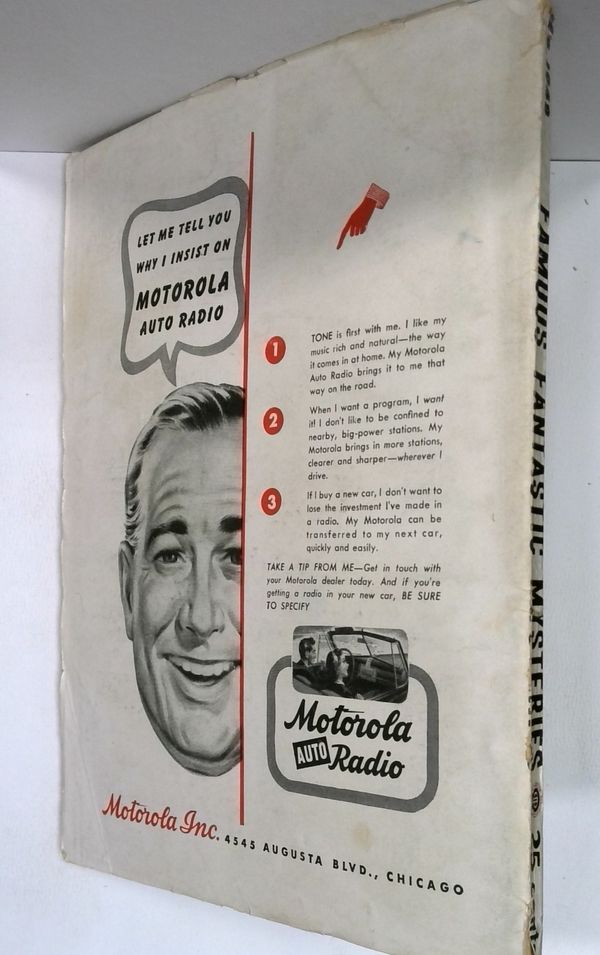 LET ME TELL YOU
WHY I INSIST ON
MOTOROLA
AUTO RADIO
1
TONE is first with me. I like my
music rich and natural—the way
it comes in at home. My Motorola
Auto Radio brings it to me that
way on the road.
2
When I want a program, I want
it! I don't like to be confined to
nearby, big-power stations. My
Motorola brings in more stations,
clearer and sharper—wherever I
drive.
3
If I buy a new car, I don't want to
lose the investment I've made in
a radio. My Motorola can be
transferred to my next car,
quickly and easily.
TAKE A TIP FROM ME—Get in touch with
your Motorola dealer today. And if you're
getting a radio in your new car, BE SURE
TO SPECIFY
Motorola
AUTO Radio
Motorola Inc. 4545 AUGUSTA BLVD., CHICAGO
FAMOUS FANTASTIC MYSTERIES 25